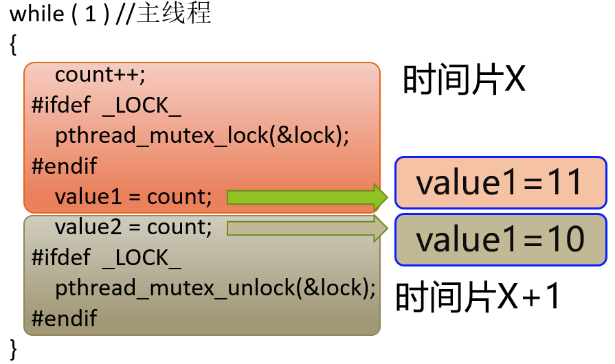 while ( 1 ) //主线程
{
count++;
#ifdef _LOCK_
pthread_mutex_lock(&lock);
#endif
value1 = count;
value2 = count;
#ifdef _LOCK_
pthread_mutex_unlock(&lock);
#endif
}
时间片X
value1=11
value1=10
时间片X+1